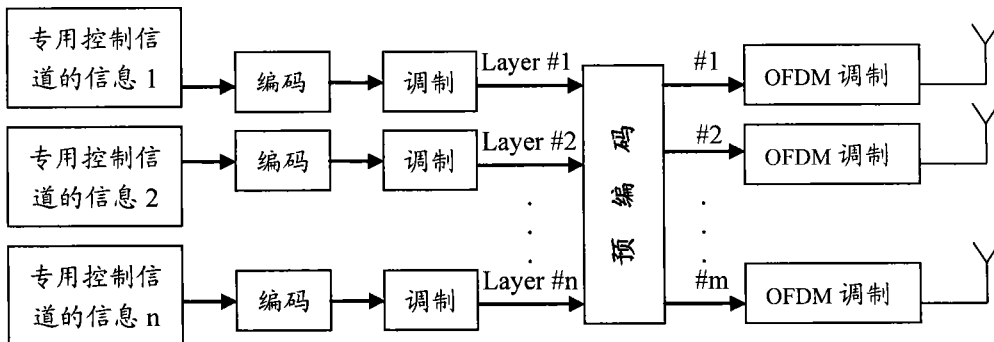 专用控制信
道的信息 1
编码
调制
Layer #1
#1
OFDM 调制
专用控制信
道的信息 2
编码
调制
Layer #2
#2
OFDM 调制
预编码
专用控制信
道的信息 n
编码
调制
Layer #n
#m
OFDM 调制